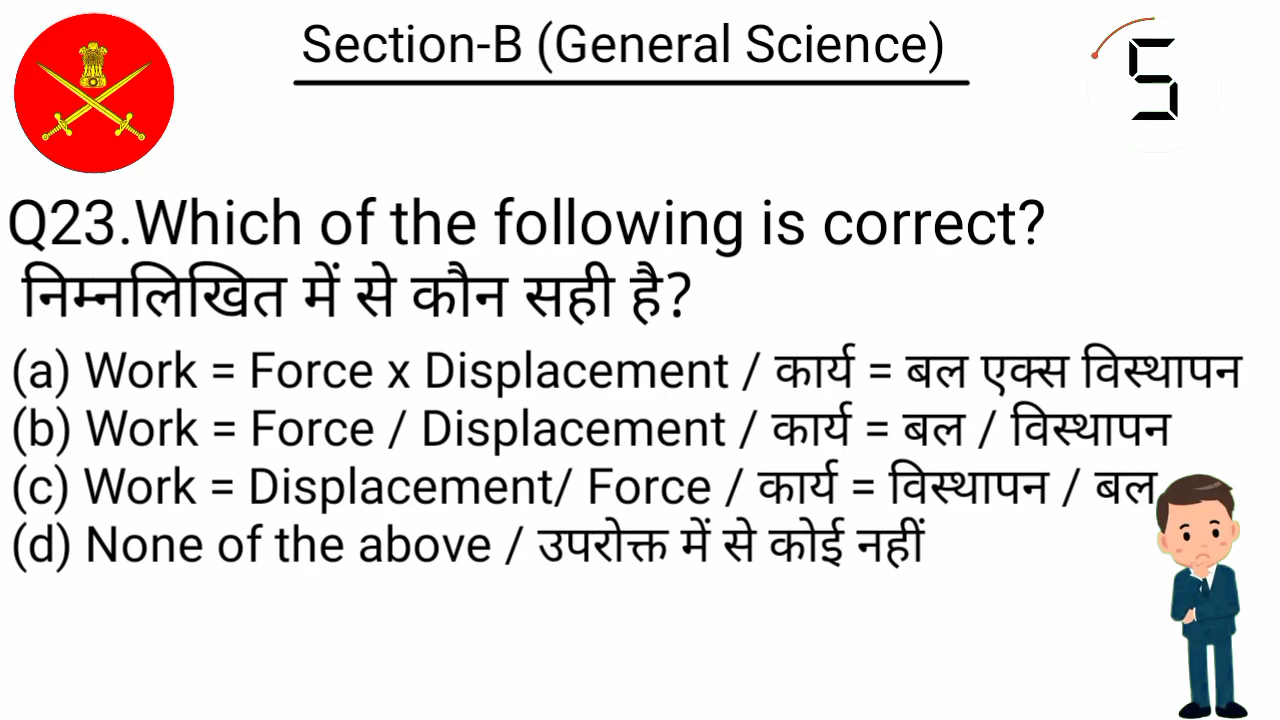 Section-B (General Science)
5
Q23.Which of the following is correct?
निम्नलिखित में से कौन सही है?
(a) Work = Force x Displacement / कार्य = बल एक्स विस्थापन
(b) Work = Force / Displacement / कार्य = बल / विस्थापन
(c) Work = Displacement/ Force / कार्य = विस्थापन / बल
(d) None of the above / उपरोक्त में से कोई नहीं